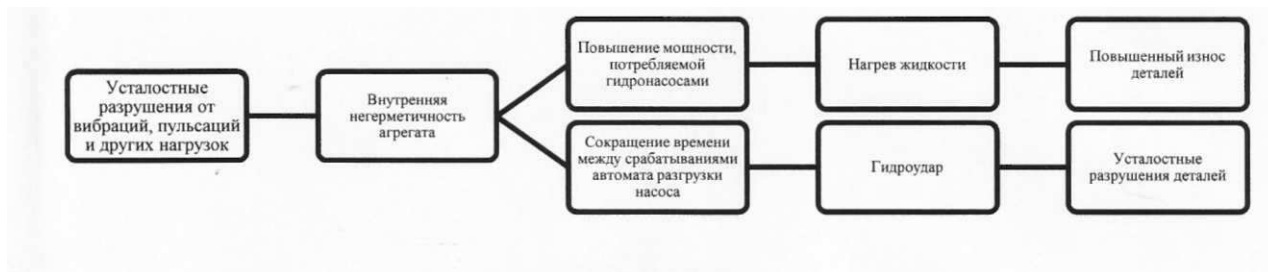 Усталостные
разрушения от
вибраций, пульсаций
и других нагрузок
Внутренняя
негерметичность
агрегата
Повышение мощности,
потребляемой
гидронасосами
Нагрев жидкости
Повышенный износ
деталей
Сокращение времени
между срабатываниями
автомата разгрузки
насоса
Гидроудар
Усталостные
разрушения деталей